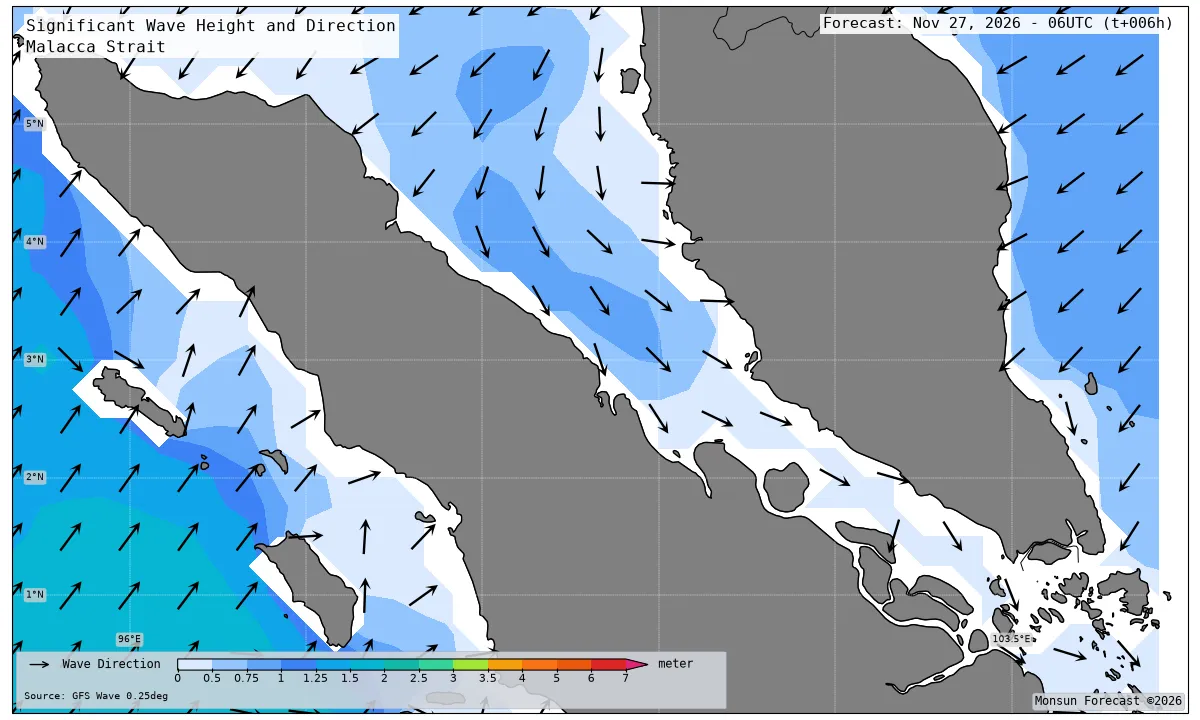 Significant Wave Height and Direction
Malacca Strait
Forecast: Nov 27, 2026 - 06UTC (t+006h)
5°N
4°N
3°N
2°N
1°N
96°E
103.5°E
Wave Direction
meter
0 0.5 0.75 1 1.25 1.5 2 2.5 3 3.5 4 5 6 7
Source: GFS Wave 0.25deg
Monsun Forecast ©2026